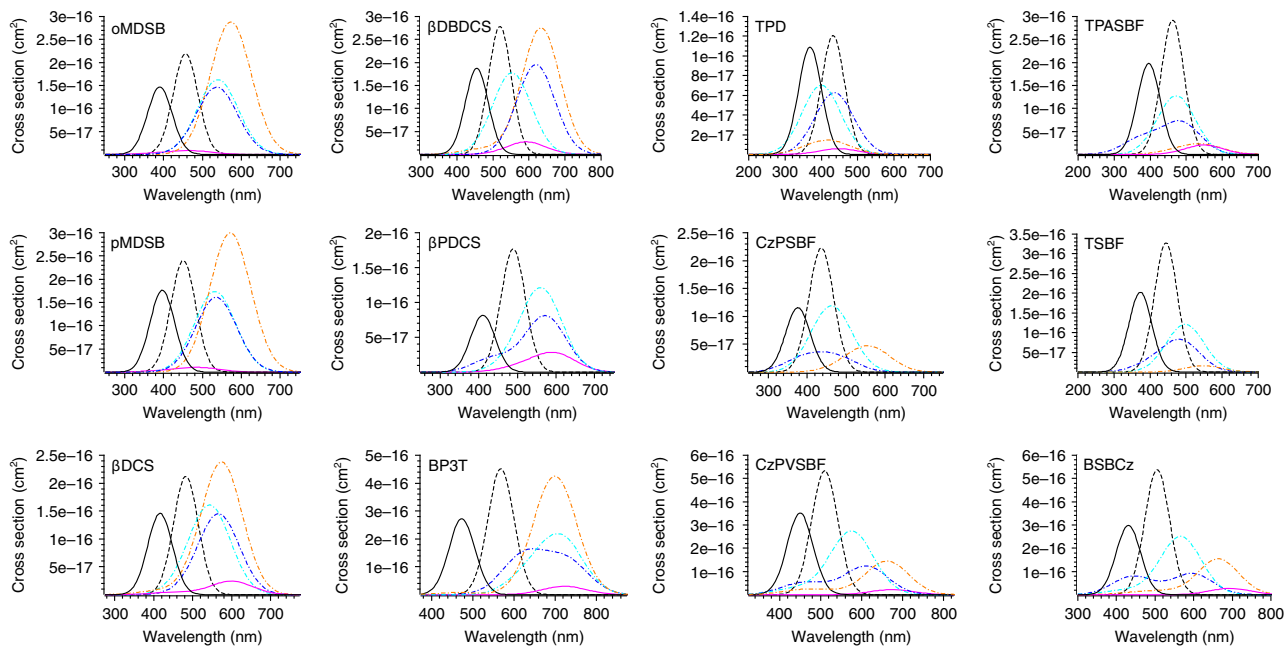 oMDSB
Cross section (cm²)
3e−16
2.5e−16
2e−16
1.5e−16
1e−16
5e−17
300 400 500 600 700
Wavelength (nm)
βDBDCS
Cross section (cm²)
3e−16
2.5e−16
2e−16
1.5e−16
1e−16
5e−17
300 400 500 600 700 800
Wavelength (nm)
TPD
Cross section (cm²)
1.4e−16
1.2e−16
1e−16
8e−17
6e−17
4e−17
2e−17
200 300 400 500 600 700
Wavelength (nm)
TPASBF
Cross section (cm²)
3e−16
2.5e−16
2e−16
1.5e−16
1e−16
5e−17
200 300 400 500 600 700
Wavelength (nm)
pMDSB
Cross section (cm²)
3e−16
2.5e−16
2e−16
1.5e−16
1e−16
5e−17
300 400 500 600 700
Wavelength (nm)
βPDCS
Cross section (cm²)
2e−16
1.5e−16
1e−16
5e−17
300 400 500 600 700
Wavelength (nm)
CzPSBF
Cross section (cm²)
2.5e−16
2e−16
1.5e−16
1e−16
5e−17
300 400 500 600 700
Wavelength (nm)
TSBF
Cross section (cm²)
3.5e−16
3e−16
2.5e−16
2e−16
1.5e−16
1e−16
5e−17
200 300 400 500 600 700
Wavelength (nm)
βDCS
Cross section (cm²)
2.5e−16
2e−16
1.5e−16
1e−16
5e−17
300 400 500 600 700
Wavelength (nm)
BP3T
Cross section (cm²)
5e−16
4e−16
3e−16
2e−16
1e−16
400 500 600 700 800
Wavelength (nm)
CzPVSBF
Cross section (cm²)
6e−16
5e−16
4e−16
3e−16
2e−16
1e−16
400 500 600 700 800
Wavelength (nm)
BSBCz
Cross section (cm²)
6e−16
5e−16
4e−16
3e−16
2e−16
1e−16
300 400 500 600 700 800
Wavelength (nm)